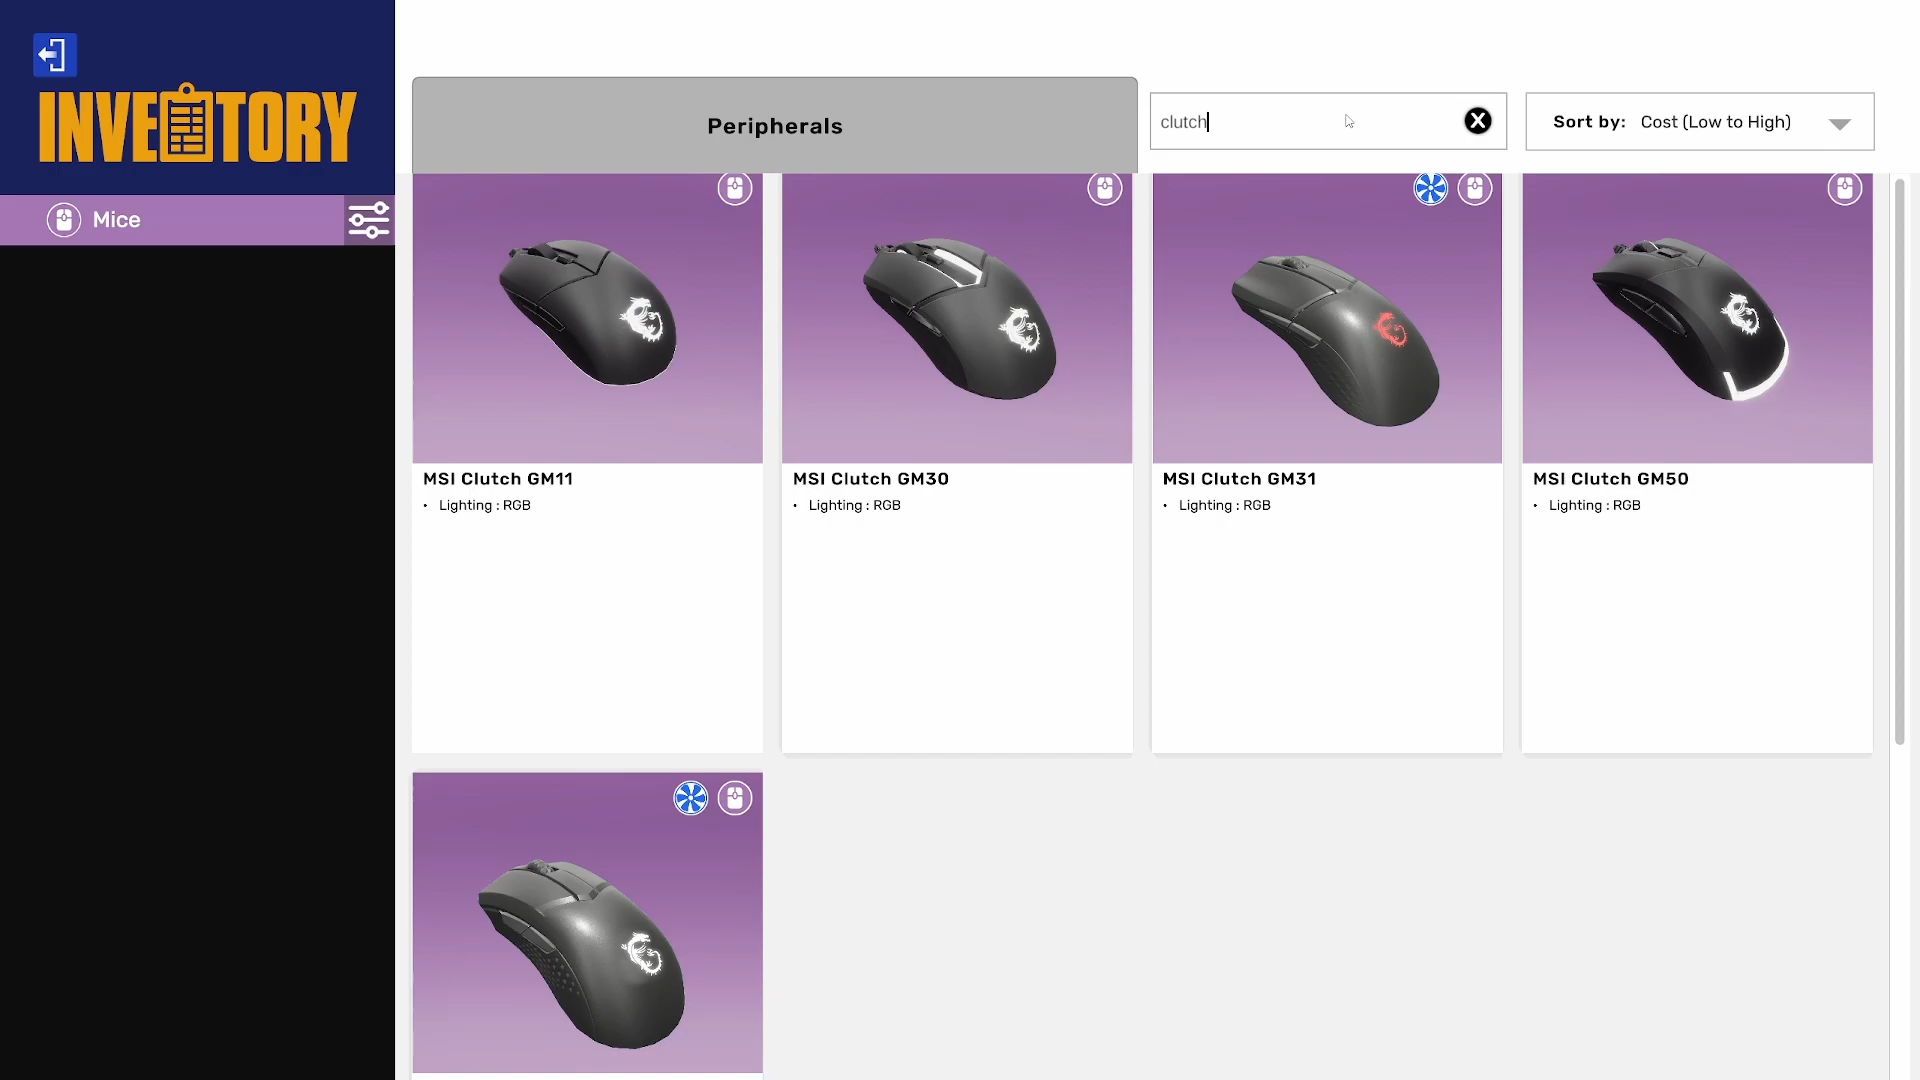 INVENTORY
Peripherals
clutch
Sort by: Cost (Low to High)
Mice
MSI Clutch GM11
• Lighting : RGB
MSI Clutch GM30
• Lighting : RGB
MSI Clutch GM31
• Lighting : RGB
MSI Clutch GM50
• Lighting : RGB